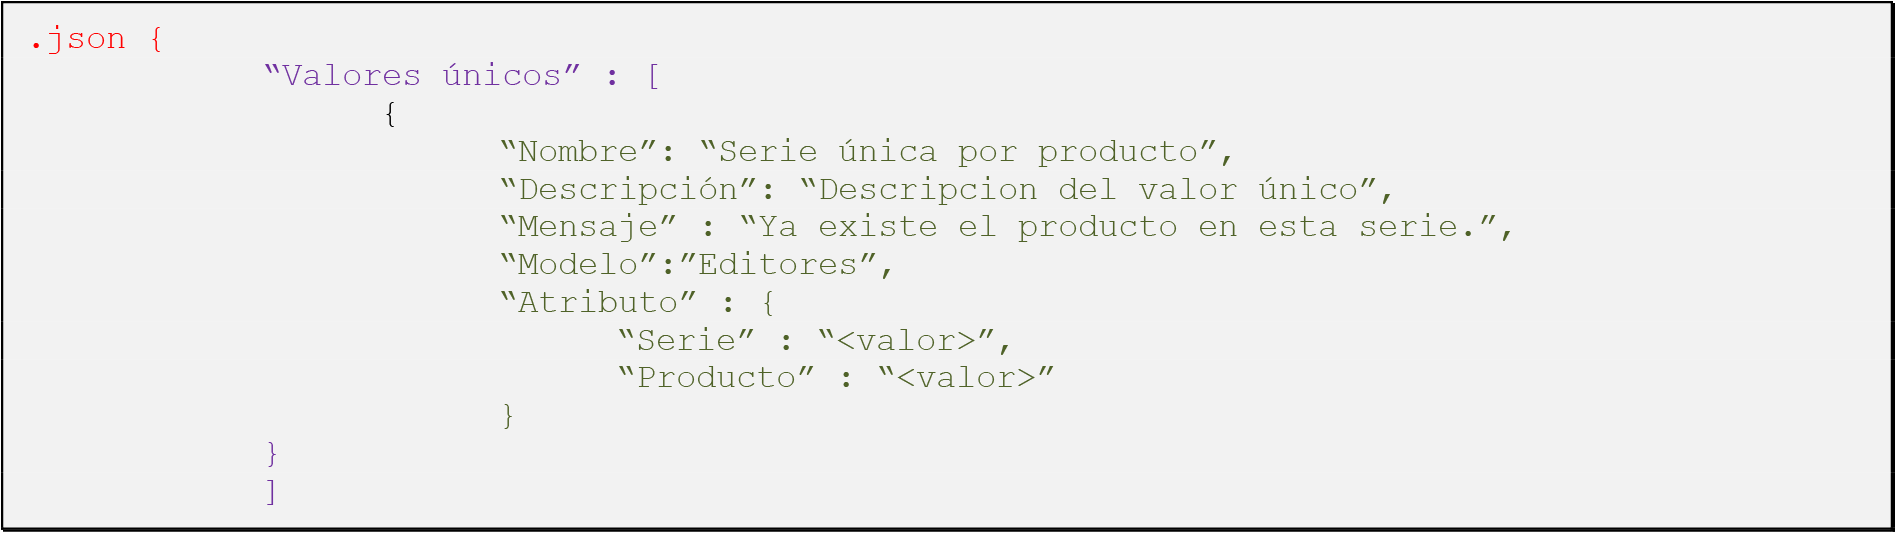 .json {
“Valores únicos” : [
{
“Nombre”: “Serie única por producto”,
“Descripción”: “Descripcion del valor único”,
“Mensaje” : “Ya existe el producto en esta serie.”,
“Modelo”:”Editores”,
“Atributo” : {
“Serie” : “<valor>”,
“Producto” : “<valor>”
}
}
]